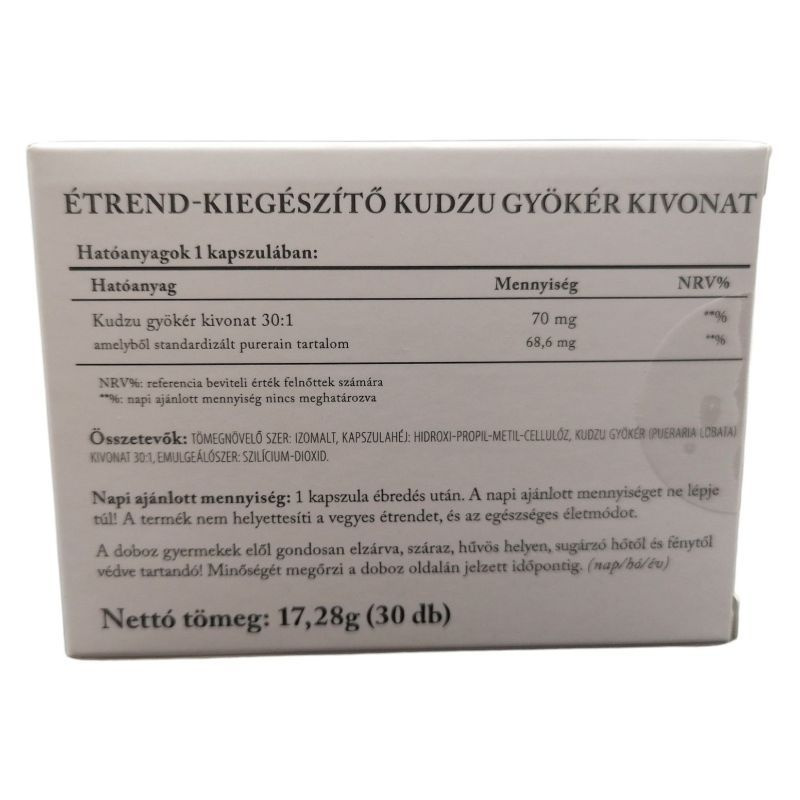 ÉTREND-KIEGÉSZÍTŐ KUDZU GYÖKÉR KIVONAT
Hatóanyagok 1 kapszulában:
Hatóanyag Mennyiség NRV%
Kudzu gyökér kivonat 30:1 70 mg **%
amelyből standardizált purerain tartalom 68,6 mg **%
NRV%: referencia beviteli érték felnőttek számára
**%: napi ajánlott mennyiség nincs meghatározva
Összetevők: TÖMEGNÖVELŐ SZER: IZOMALT, KAPSZULAHÉJ: HIDROXI-PROPIL-METIL-CELLULÓZ, KUDZU GYÖKÉR (PUERARIA LOBATA)
KIVONAT 30:1, EMULGEÁLÓSZER: SZILÍCIUM-DIOXID.
Napi ajánlott mennyiség: 1 kapszula ébredés után. A napi ajánlott mennyiséget ne lépje
túl! A termék nem helyettesíti a vegyes étrendet, és az egészséges életmódot.
A doboz gyermekek elől gondosan elzárva, száraz, hűvös helyen, sugárzó hőtől és fénytől
védve tartandó! Minőségét megőrzi a doboz oldalán jelzett időpontig. (nap/hó/év)
Nettó tömeg: 17,28g (30 db)